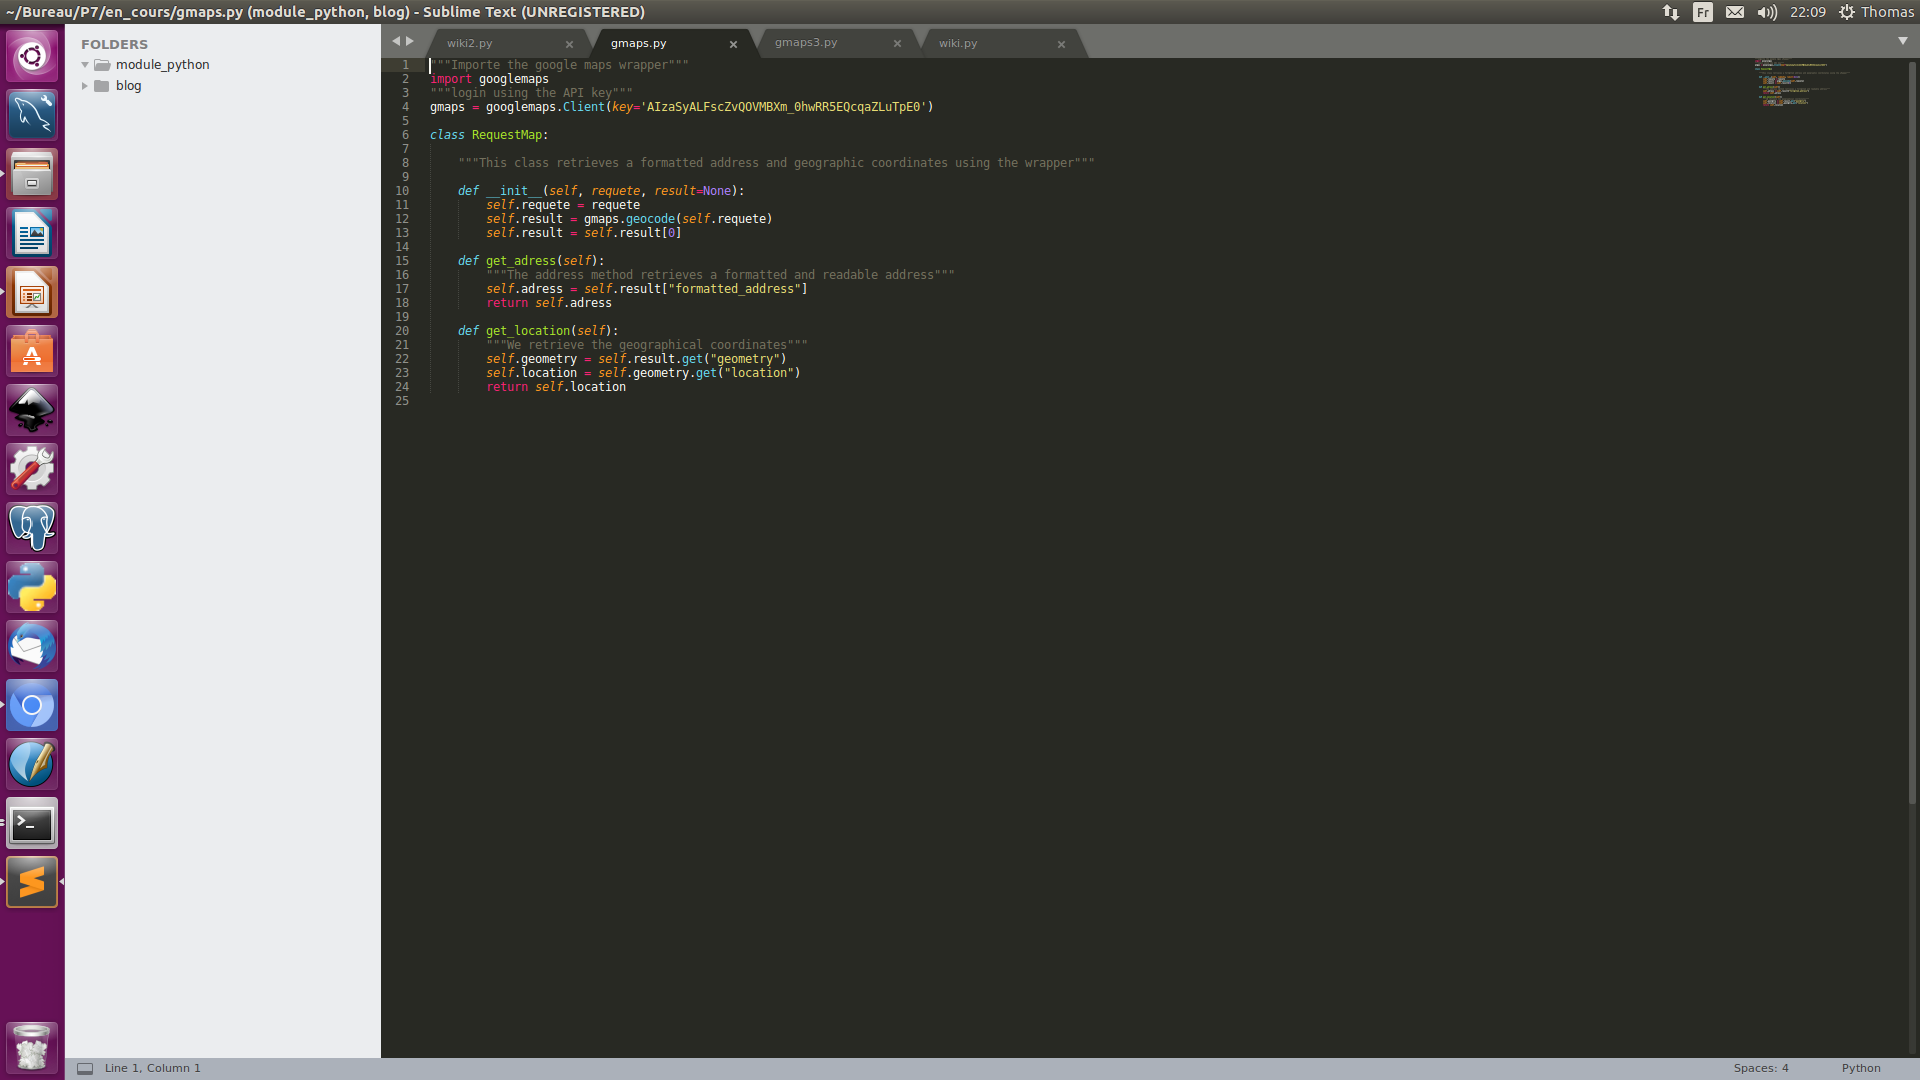 ~/Bureau/P7/en_cours/gmaps.py (module_python, blog) - Sublime Text (UNREGISTERED)
Fr
22:09
Thomas
FOLDERS
module_python
blog
wiki2.py
gmaps.py
gmaps3.py
wiki.py
1 """Importe the google maps wrapper"""
2 import googlemaps
3 """login using the API key"""
4 gmaps = googlemaps.Client(key='AIzaSyALFscZvQOVMBXm_0hwRR5EQcqaZLuTpE0')
5
6 class RequestMap:
7
8 """This class retrieves a formatted address and geographic coordinates using the wrapper"""
9
10 def __init__(self, requete, result=None):
11 self.requete = requete
12 self.result = gmaps.geocode(self.requete)
13 self.result = self.result[0]
14
15 def get_adress(self):
16 """The address method retrieves a formatted and readable address"""
17 self.adress = self.result["formatted_address"]
18 return self.adress
19
20 def get_location(self):
21 """We retrieve the geographical coordinates"""
22 self.geometry = self.result.get("geometry")
23 self.location = self.geometry.get("location")
24 return self.location
25
Line 1, Column 1
Spaces: 4
Python